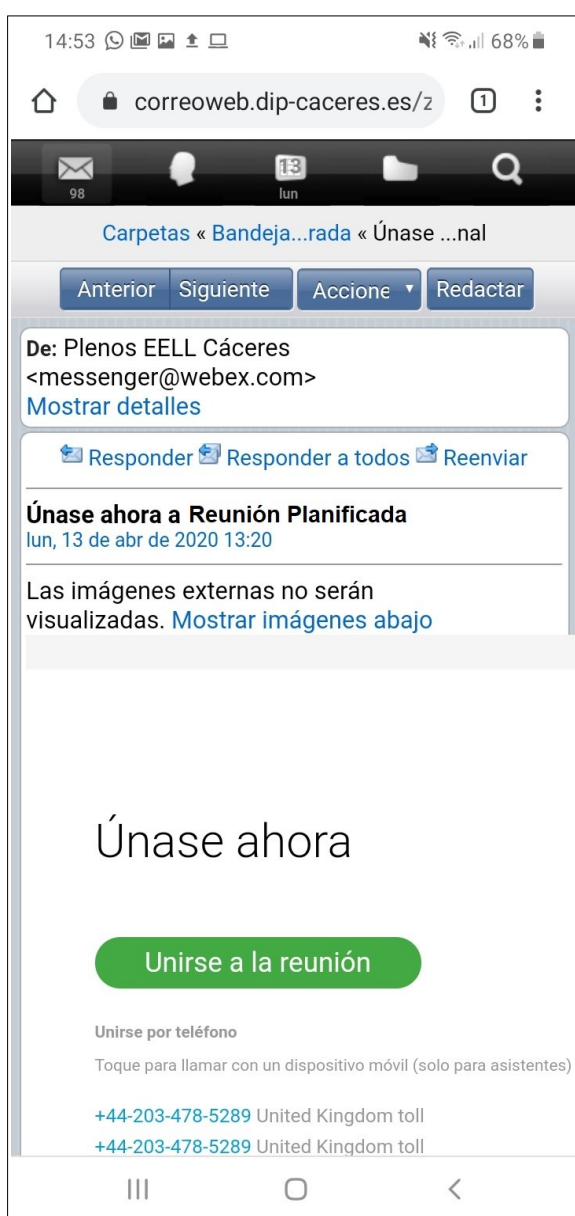 14:53 68%
correoweb.dip-caceres.es/z 1
98 13 lun
Carpetas « Bandeja...rada « Únase ...nal
Anterior Siguiente Accione Redactar
De: Plenos EELL Cáceres
<messenger@webex.com>
Mostrar detalles
Responder Responder a todos Reenviar
Únase ahora a Reunión Planificada
lun, 13 de abr de 2020 13:20
Las imágenes externas no serán
visualizadas. Mostrar imágenes abajo
Únase ahora
Unirse a la reunión
Unirse por teléfono
Toque para llamar con un dispositivo móvil (solo para asistentes)
+44-203-478-5289 United Kingdom toll
+44-203-478-5289 United Kingdom toll